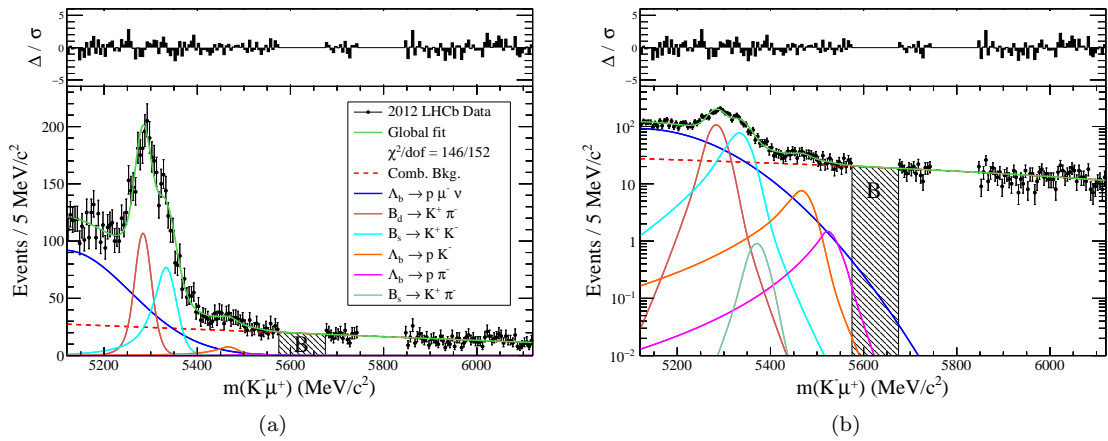 Δ / σ
5
0
−5
Events / 5 MeV/c²
200
150
100
50
0
2012 LHCb Data
Global fit
χ²/dof = 146/152
Comb. Bkg.
Λb → p μ⁻ ν
Bd → K⁺ π⁻
Bs → K⁺ K⁻
Λb → p K⁻
Λb → p π⁻
Bs → K⁺ π⁻
B
5200 5400 5600 5800 6000
m(K⁻μ⁺) (MeV/c²)
(a)
Δ / σ
5
0
−5
Events / 5 MeV/c²
10²
10
1
10⁻¹
10⁻²
B
5200 5400 5600 5800 6000
m(K⁻μ⁺) (MeV/c²)
(b)